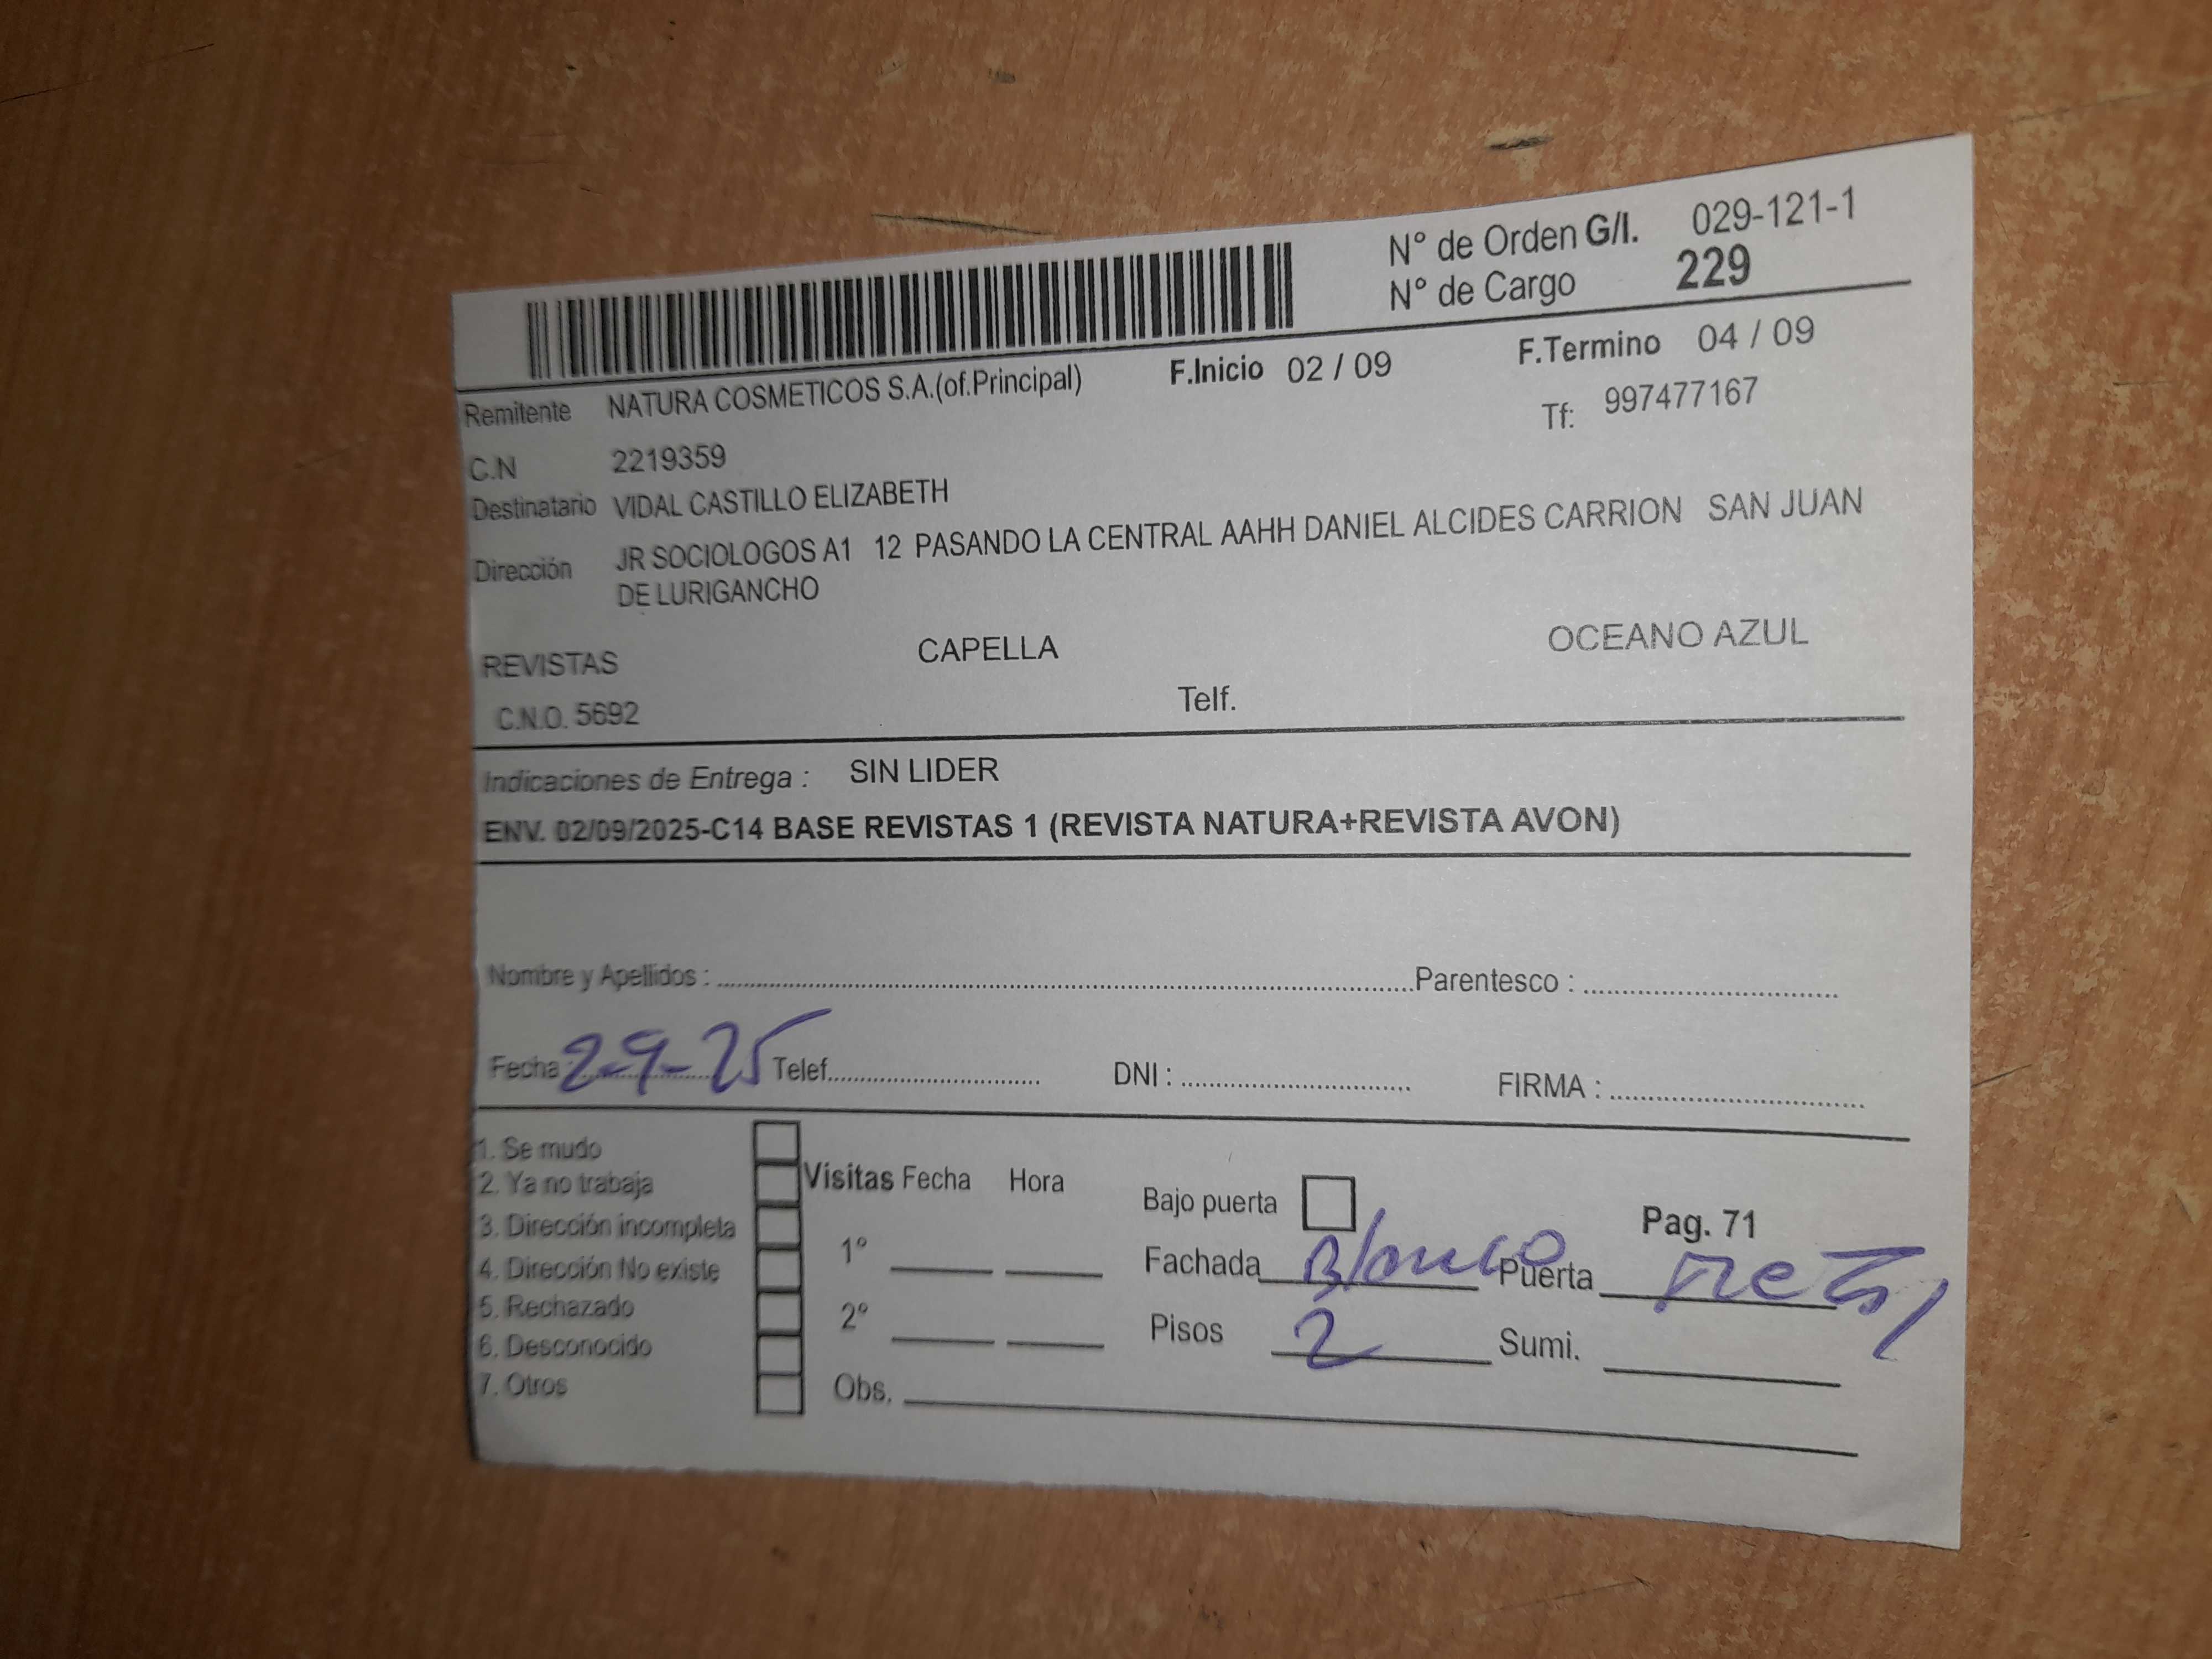 N° de Orden G/I. 029-121-1
N° de Cargo 229
Remitente NATURA COSMETICOS S.A.(of.Principal) F.Inicio 02 / 09 F.Termino 04 / 09
Tf: 997477167
C.N 2219359
Destinatario VIDAL CASTILLO ELIZABETH
Dirección JR SOCIOLOGOS A1 12 PASANDO LA CENTRAL AAHH DANIEL ALCIDES CARRION SAN JUAN
DE LURIGANCHO
REVISTAS CAPELLA OCEANO AZUL
C.N.O. 5692 Telf.
Indicaciones de Entrega : SIN LIDER
ENV. 02/09/2025-C14 BASE REVISTAS 1 (REVISTA NATURA+REVISTA AVON)
Nombre y Apellidos : Parentesco :
Fecha 2-9-25 Telef. DNI : FIRMA :
1. Se mudo
2. Ya no trabaja
3. Dirección incompleta
4. Dirección No existe
5. Rechazado
6. Desconocido
7. Otros
Visitas Fecha Hora
1°
2°
Obs.
Bajo puerta Pag. 71
Fachada Blanco Puerta
Pisos 2 Sumi.